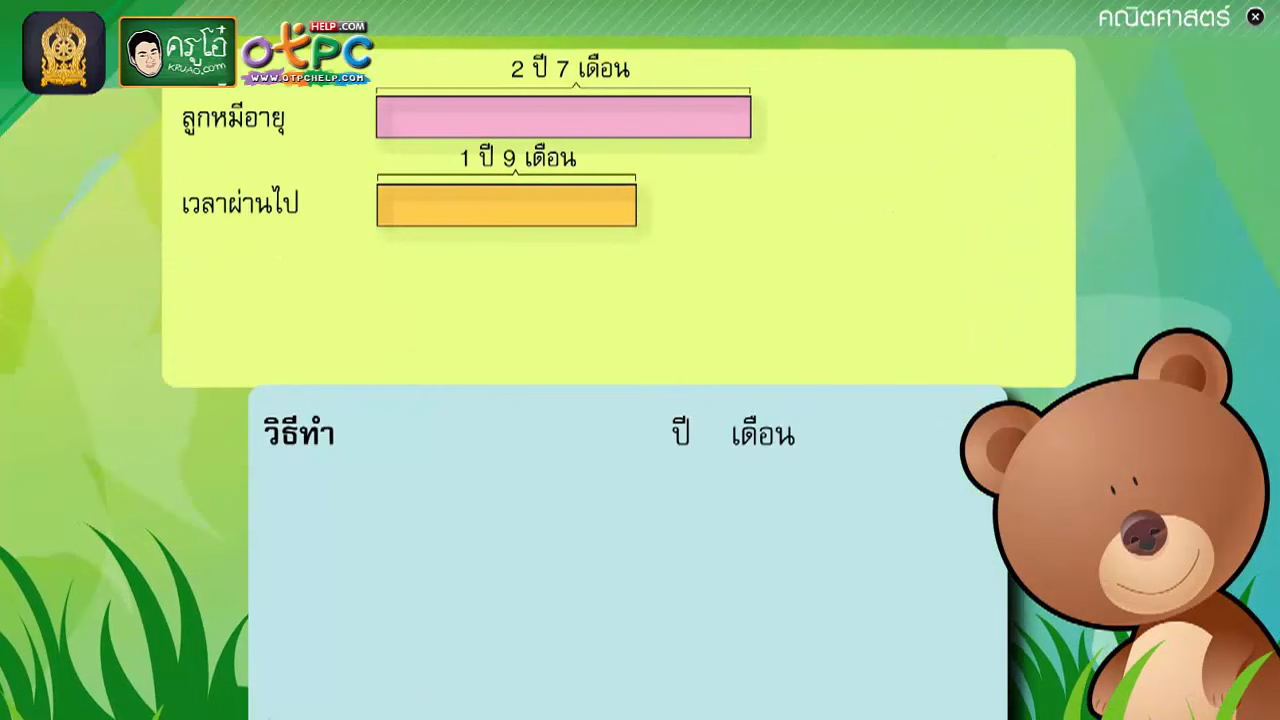 คณิตศาสตร์
ครูโอ๋
KRUAO.COM
HELP.COM
OTPC
WWW.OTPCHELP.COM
2 ปี 7 เดือน
ลูกหมีอายุ
1 ปี 9 เดือน
เวลาผ่านไป
วิธีทำ ปี เดือน